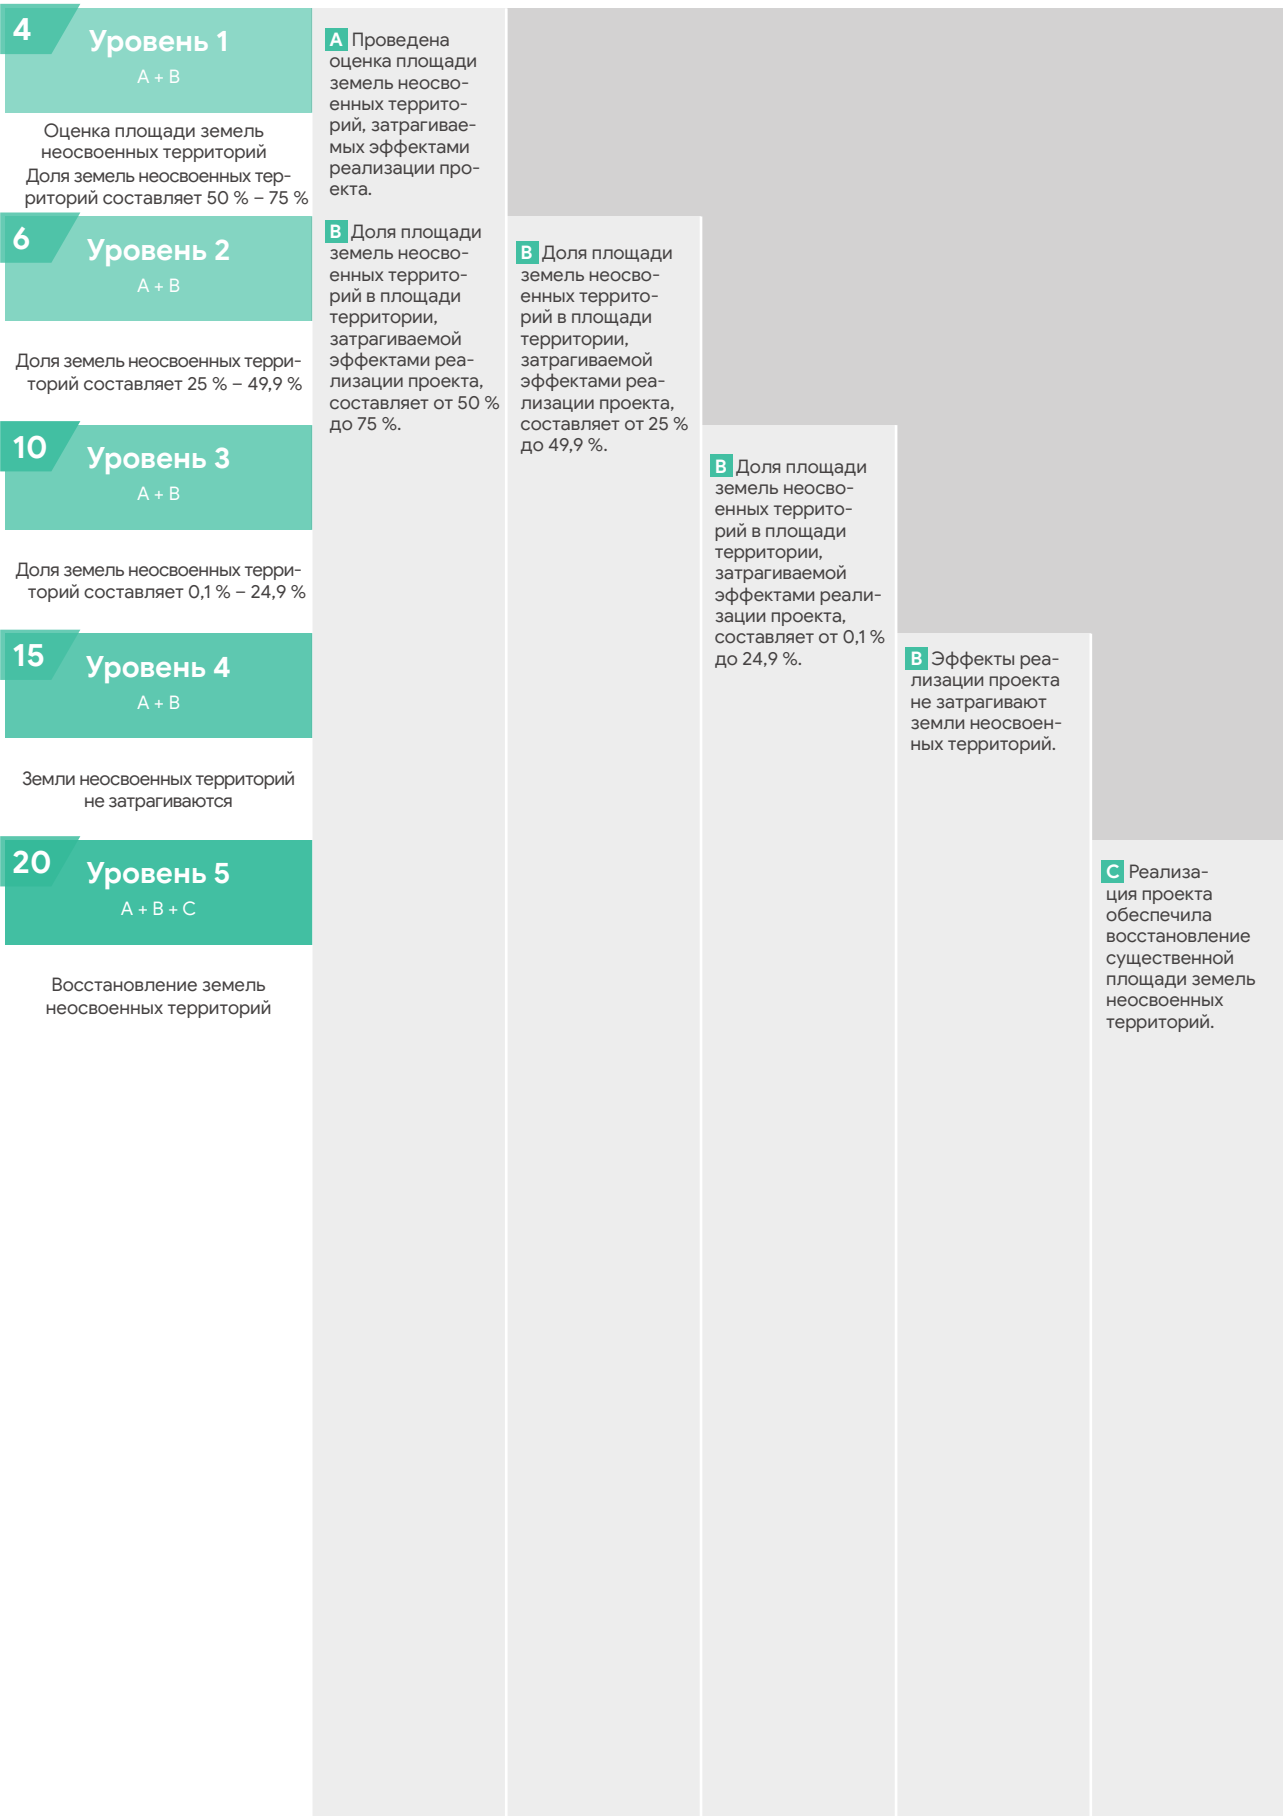 4
Уровень 1
A + B
Оценка площади земель
неосвоенных территорий
Доля земель неосвоенных тер-
риторий составляет 50 % – 75 %
6
Уровень 2
A + B
Доля земель неосвоенных терри-
торий составляет 25 % – 49,9 %
10
Уровень 3
A + B
Доля земель неосвоенных терри-
торий составляет 0,1 % – 24,9 %
15
Уровень 4
A + B
Земли неосвоенных территорий
не затрагиваются
20
Уровень 5
A + B + C
Восстановление земель
неосвоенных территорий
A Проведена
оценка площади
земель неосво-
енных террито-
рий, затрагивае-
мых эффектами
реализации про-
екта.
B Доля площади
земель неосво-
енных террито-
рий в площади
территории,
затрагиваемой
эффектами реа-
лизации проекта,
составляет от 50 %
до 75 %.
B Доля площади
земель неосво-
енных террито-
рий в площади
территории,
затрагиваемой
эффектами реа-
лизации проекта,
составляет от 25 %
до 49,9 %.
B Доля площади
земель неосво-
енных террито-
рий в площади
территории,
затрагиваемой
эффектами реали-
зации проекта,
составляет от 0,1 %
до 24,9 %.
B Эффекты реа-
лизации проекта
не затрагивают
земли неосвоен-
ных территорий.
C Реализа-
ция проекта
обеспечила
восстановление
существенной
площади земель
неосвоенных
территорий.